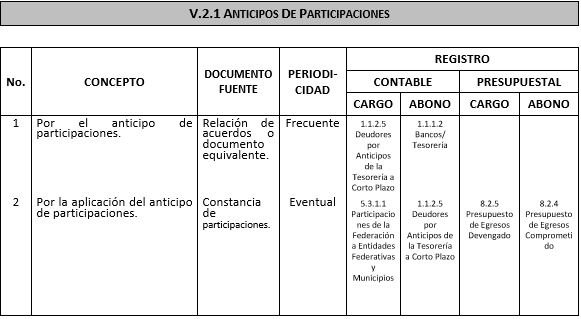 V.2.1 ANTICIPOS DE PARTICIPACIONES
REGISTRO
No.
CONCEPTO
DOCUMENTO
FUENTE
PERIODI-
CIDAD
CONTABLE
PRESUPUESTAL
CARGO
ABONO
CARGO
ABONO
1
Por el anticipo de
participaciones.
Relación de
acuerdos o
documento
equivalente.
Frecuente
1.1.2.5
Deudores
por
Anticipos
de la
Tesorería a
Corto Plazo
1.1.1.2
Bancos/
Tesorería
2
Por la aplicación del anticipo
de participaciones.
Constancia
de
participaciones.
Eventual
5.3.1.1
Participacio
nes de la
Federación
a Entidades
Federativas
y
Municipios
1.1.2.5
Deudores
por
Anticipos de
la Tesorería
a Corto Plazo
8.2.5
Presupuesto
de Egresos
Devengado
8.2.4
Presupuesto
de Egresos
Comprometi
do